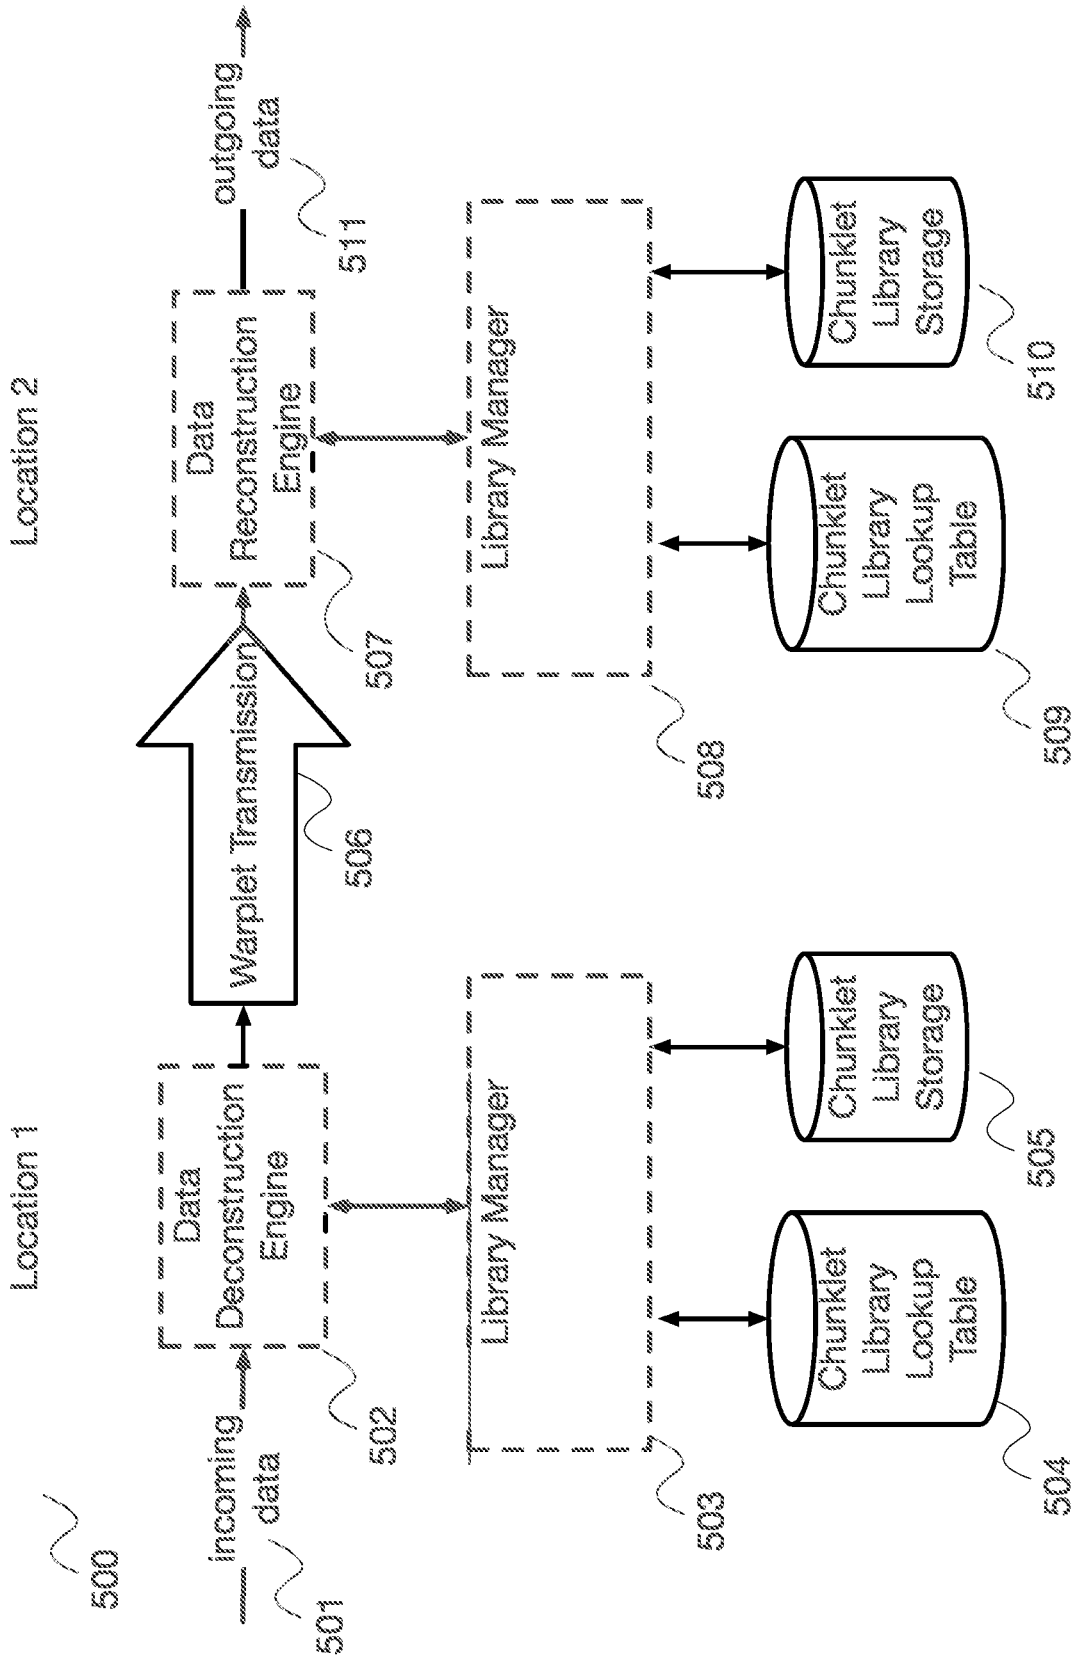 500
Location 1
Location 2
501
incoming
data
502
Data
Deconstruction
Engine
506
Warplet Transmission
507
Data
Reconstruction
Engine
511
outgoing
data
503
Library Manager
508
Library Manager
504
Chunklet
Library
Lookup
Table
505
Chunklet
Library
Storage
509
Chunklet
Library
Lookup
Table
510
Chunklet
Library
Storage